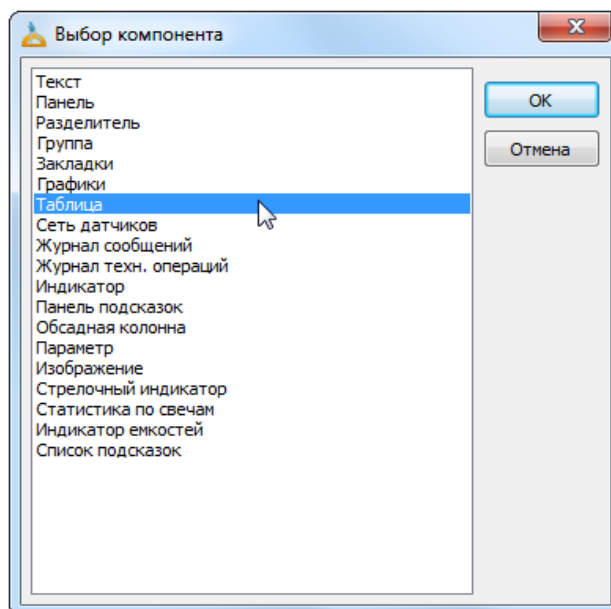 Выбор компонента
Текст
Панель
Разделитель
Группа
Закладки
Графики
Таблица
Сеть датчиков
Журнал сообщений
Журнал техн. операций
Индикатор
Панель подсказок
Обсадная колонна
Параметр
Изображение
Стрелочный индикатор
Статистика по свечам
Индикатор емкостей
Список подсказок
ОК
Отмена